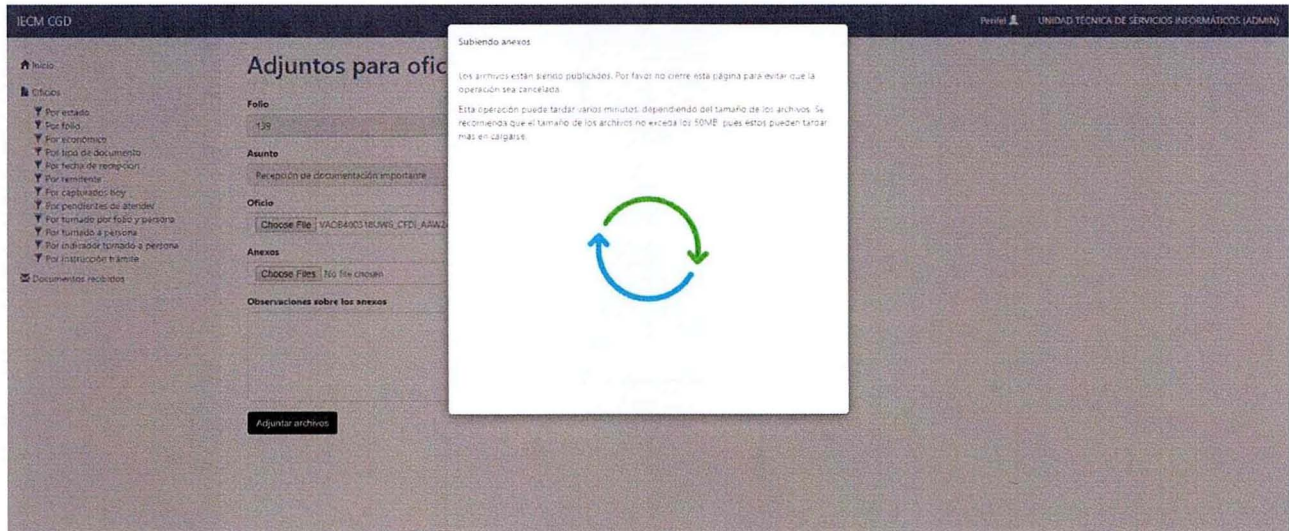 IECM CGD
Perfil UNIDAD TÉCNICA DE SERVICIOS INFORMÁTICOS (ADMIN)
Inicio
Oficios
Por estado
Por folio
Por económico
Por tipo de documento
Por fecha de recepción
Por remitente
Por capturados hoy
Por pendientes de atender
Por turnado por folio y persona
Por turnado a persona
Por indicador turnado a persona
Por instrucción trámite
Documentos recibidos
Adjuntos para ofic
Folio
139
Asunto
Recepción de documentación importante
Oficio
Choose File
Anexos
Choose Files No file chosen
Observaciones sobre los anexos
Adjuntar archivos
Subiendo anexos
Los archivos están siendo publicados. Por favor no cierre esta página para evitar que la
operación sea cancelada.
Esta operación puede tardar varios minutos, dependiendo del tamaño de los archivos. Se
recomienda que el tamaño de los archivos no exceda los 50MB, pues estos pueden tardar
más en cargarse.